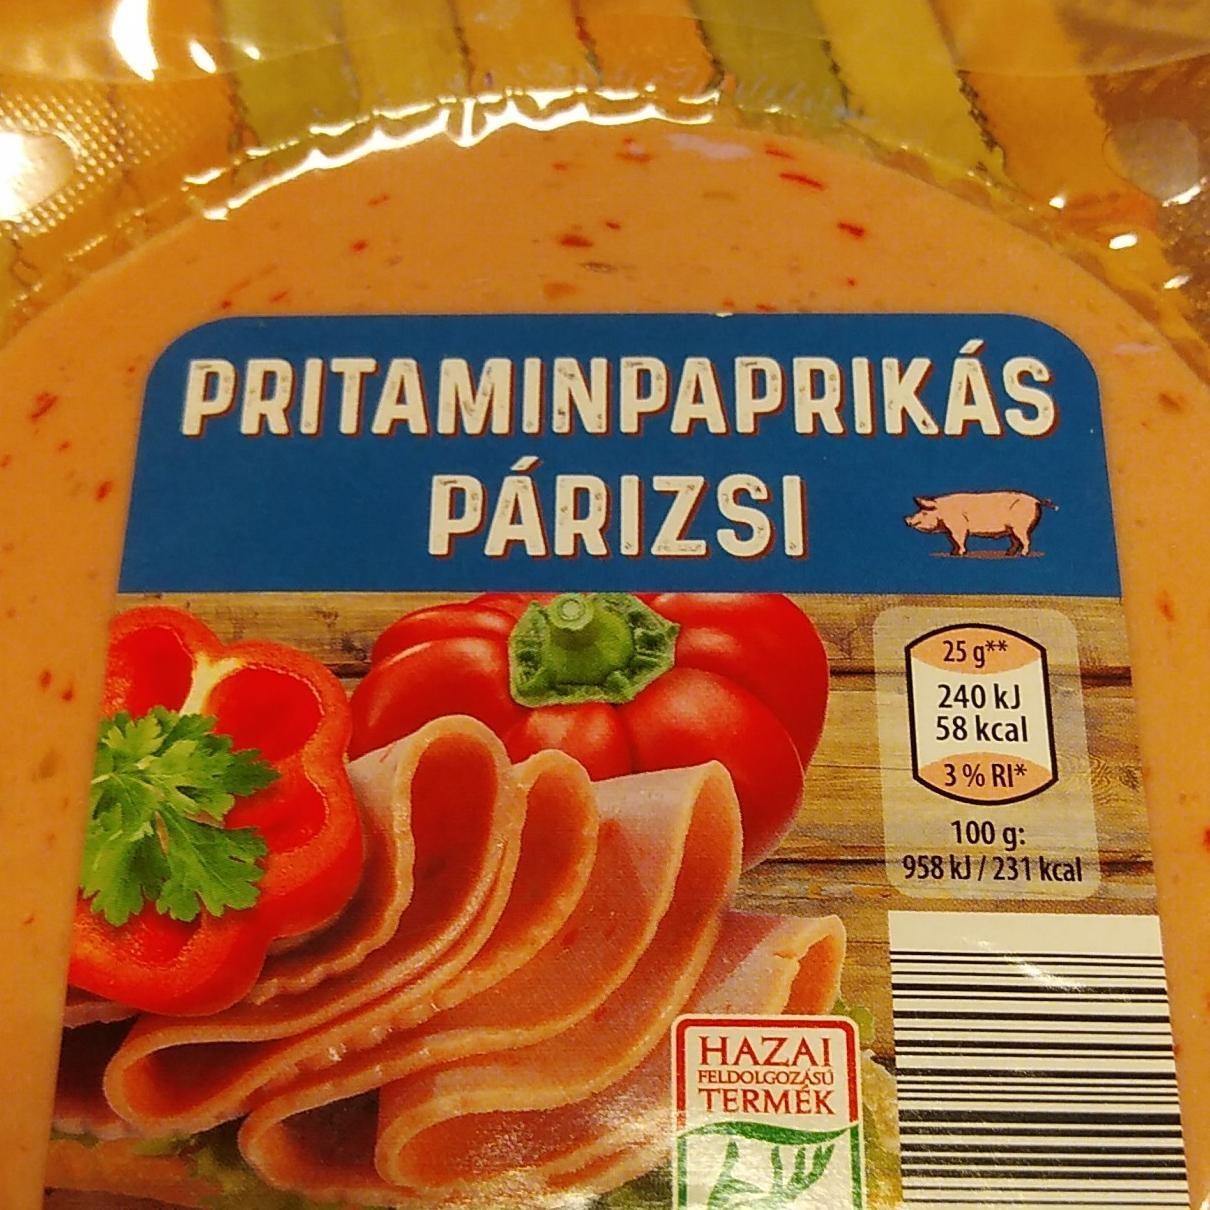 PRITAMINPAPRIKÁS
PÁRIZSI
25 g**
240 kJ
58 kcal
3 % RI*
100 g:
958 kJ / 231 kcal
HAZAI
FELDOLGOZÁSÚ
TERMÉK